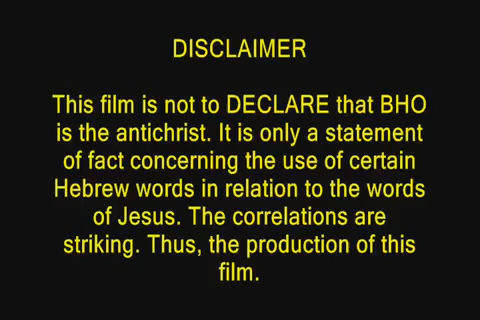 DISCLAIMER
This film is not to DECLARE that BHO
is the antichrist. It is only a statement
of fact concerning the use of certain
Hebrew words in relation to the words
of Jesus. The correlations are
striking. Thus, the production of this
film.